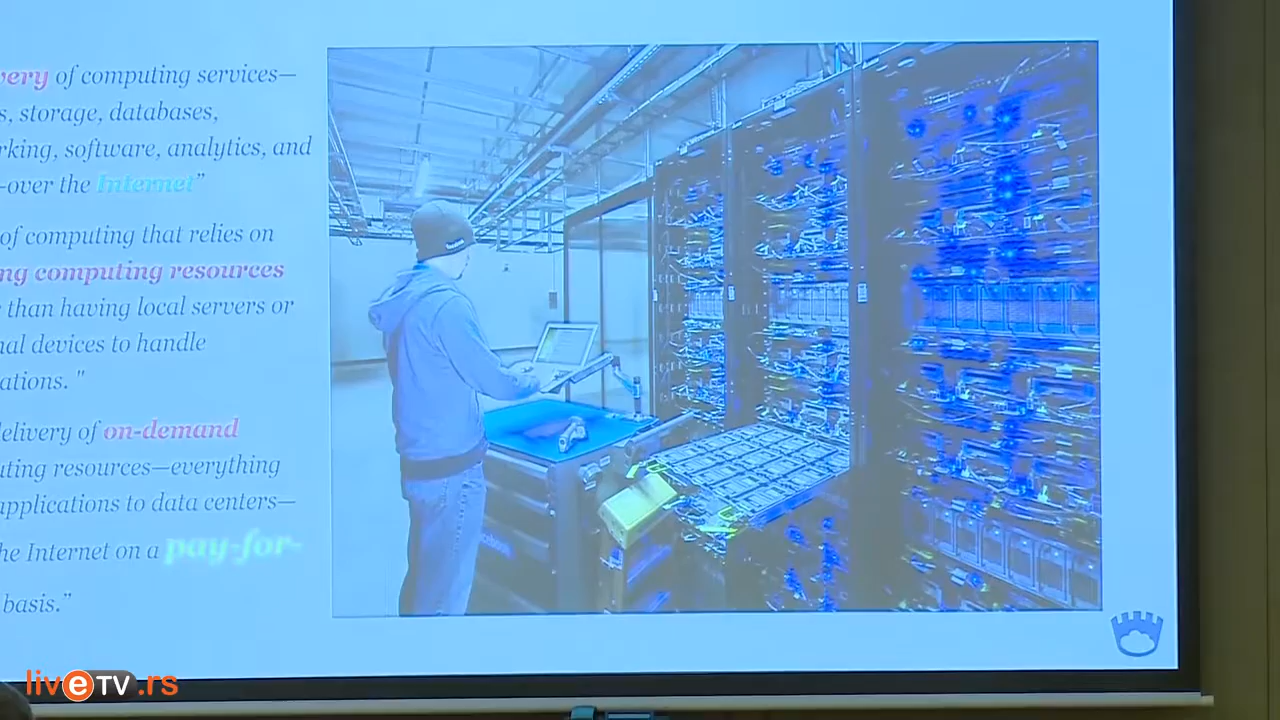 very of computing services—
s, storage, databases,
rking, software, analytics, and
—over the Internet”
of computing that relies on
ng computing resources
than having local servers or
nal devices to handle
ations. "
delivery of on-demand
uting resources—everything
applications to data centers—
he Internet on a pay-for-
basis.”
liveTV.rs